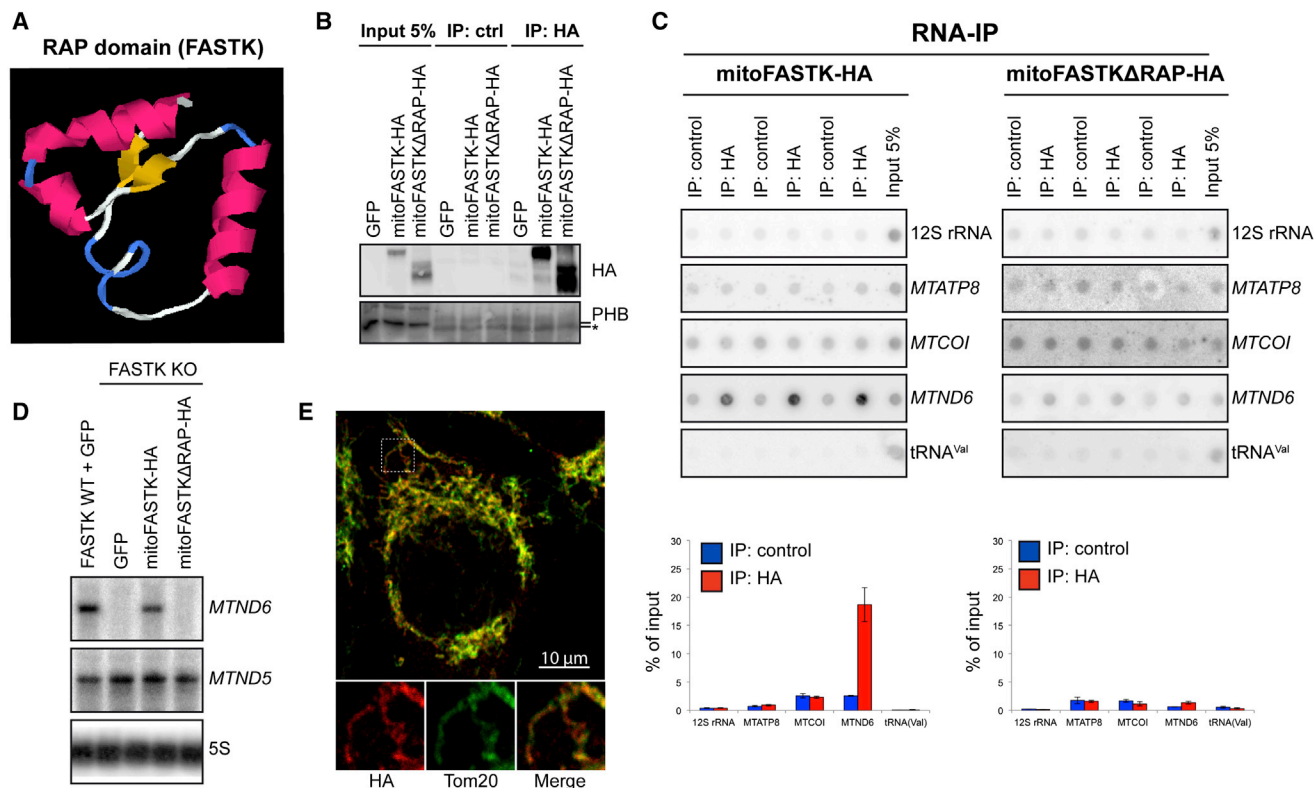 A
RAP domain (FASTK)
B
Input 5% IP: ctrl IP: HA
GFP
mitoFASTK-HA
mitoFASTKΔRAP-HA
GFP
mitoFASTK-HA
mitoFASTKΔRAP-HA
GFP
mitoFASTK-HA
mitoFASTKΔRAP-HA
HA
PHB
*
C
RNA-IP
mitoFASTK-HA
mitoFASTKΔRAP-HA
IP: control
IP: HA
IP: control
IP: HA
IP: control
IP: HA
Input 5%
IP: control
IP: HA
IP: control
IP: HA
IP: control
IP: HA
Input 5%
12S rRNA
12S rRNA
MTATP8
MTATP8
MTCOI
MTCOI
MTND6
MTND6
tRNAVal
tRNAVal
% of input
30
25
20
15
10
5
0
IP: control
IP: HA
12S rRNA MTATP8 MTCOI MTND6 tRNA(Val)
% of input
30
25
20
15
10
5
0
IP: control
IP: HA
12S rRNA MTATP8 MTCOI MTND6 tRNA(Val)
D
FASTK KO
FASTK WT + GFP
GFP
mitoFASTK-HA
mitoFASTKΔRAP-HA
MTND6
MTND5
5S
E
10 µm
HA Tom20 Merge